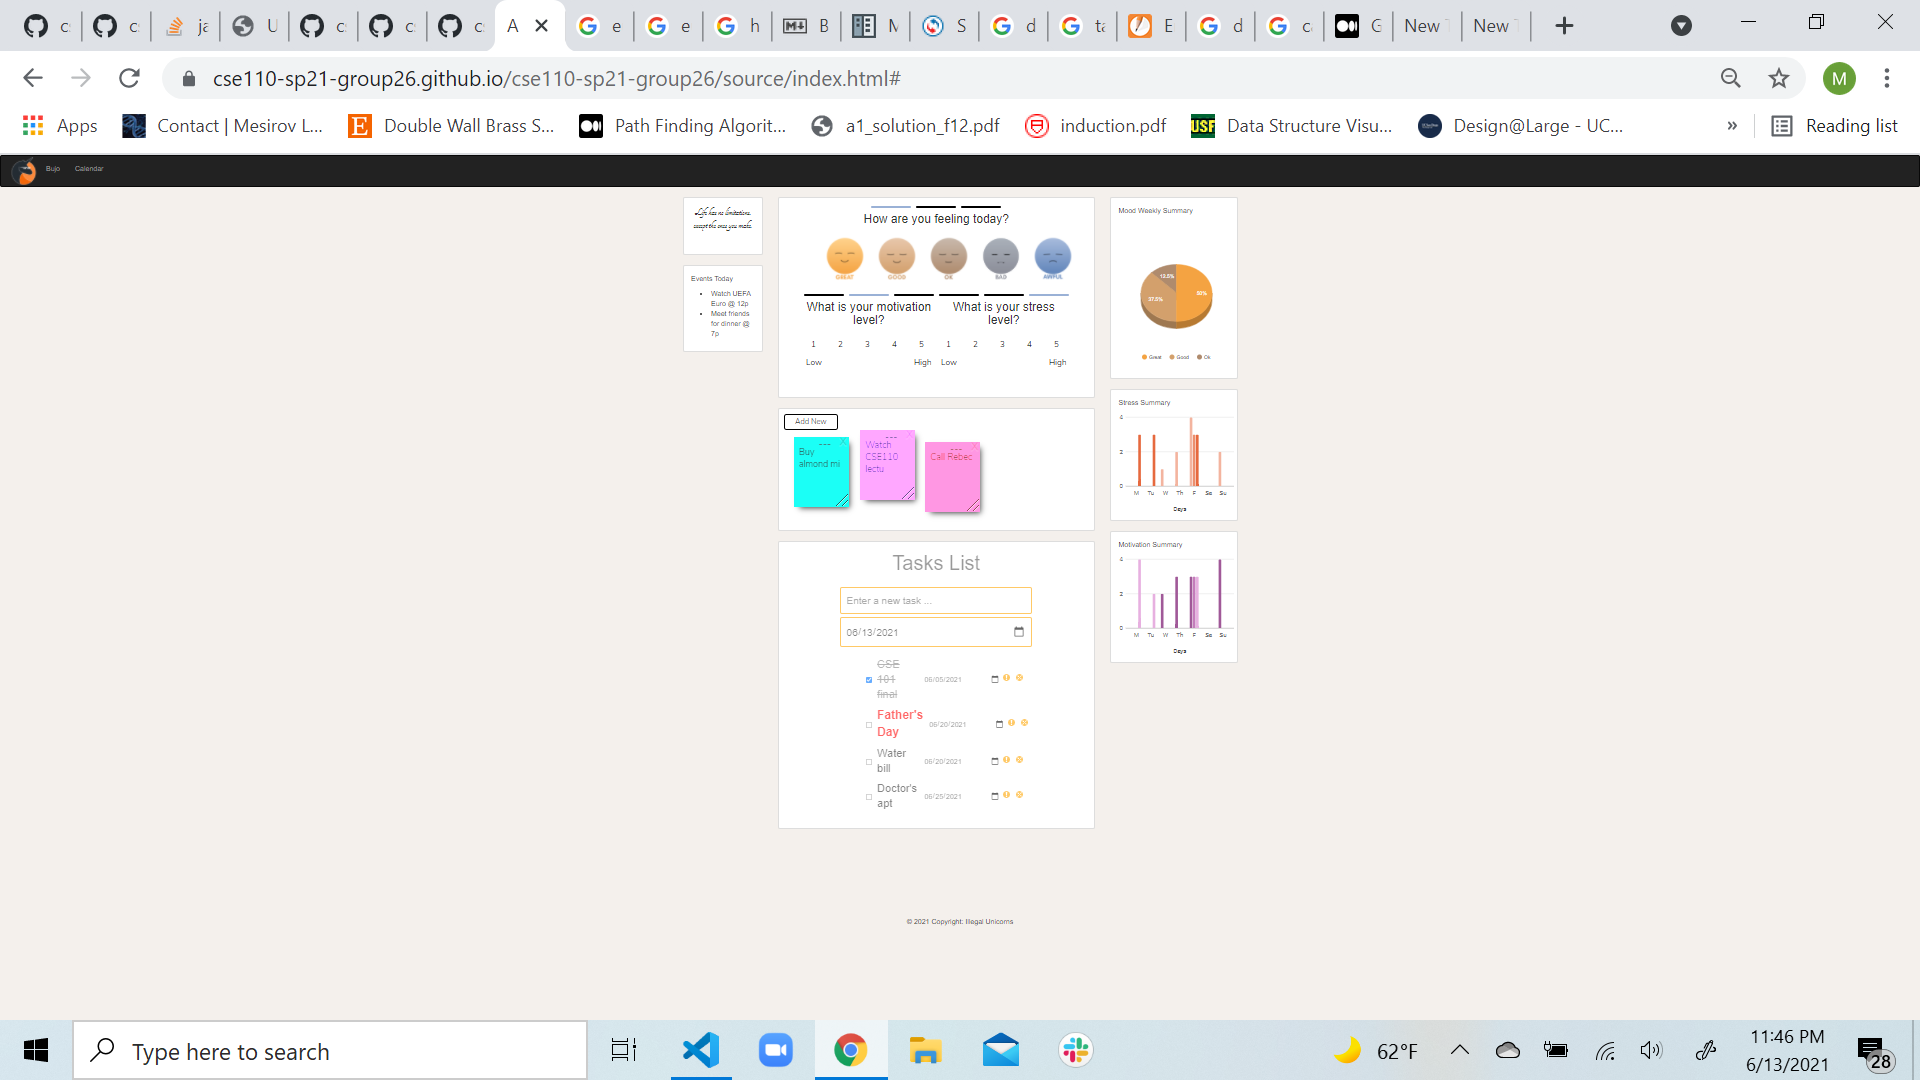 c
c
ja
U
c
c
c
A
e
e
h
B
M
S
d
ta
E
d
c
G
New T
New T
cse110-sp21-group26.github.io/cse110-sp21-group26/source/index.html#
M
Apps
Contact | Mesirov L...
Double Wall Brass S...
Path Finding Algorit...
a1_solution_f12.pdf
induction.pdf
USF
Data Structure Visu...
Design@Large - UC...
»
Reading list
Bujo
Calendar
Life has no limitations,
except the ones you make.
Events Today
Watch UEFA
Euro @ 12p
Meet friends
for dinner @
7p
How are you feeling today?
GREAT
GOOD
OK
BAD
AWFUL
What is your motivation
level?
1 2 3 4 5
Low High
What is your stress
level?
1 2 3 4 5
Low High
Add New
Buy
almond mi
Watch
CSE110
lectu
Call Rebec
Tasks List
Enter a new task ...
06/13/2021
CSE
101
final
06/05/2021
Father's
Day
06/20/2021
Water
bill
06/20/2021
Doctor's
apt
06/25/2021
Mood Weekly Summary
12.5%
37.5%
50%
Great Good Ok
Stress Summary
4
2
0
M Tu W Th F Sa Su
Days
Motivation Summary
4
2
0
M Tu W Th F Sa Su
Days
© 2021 Copyright: Illegal Unicorns
Type here to search
62°F
11:46 PM
6/13/2021
28